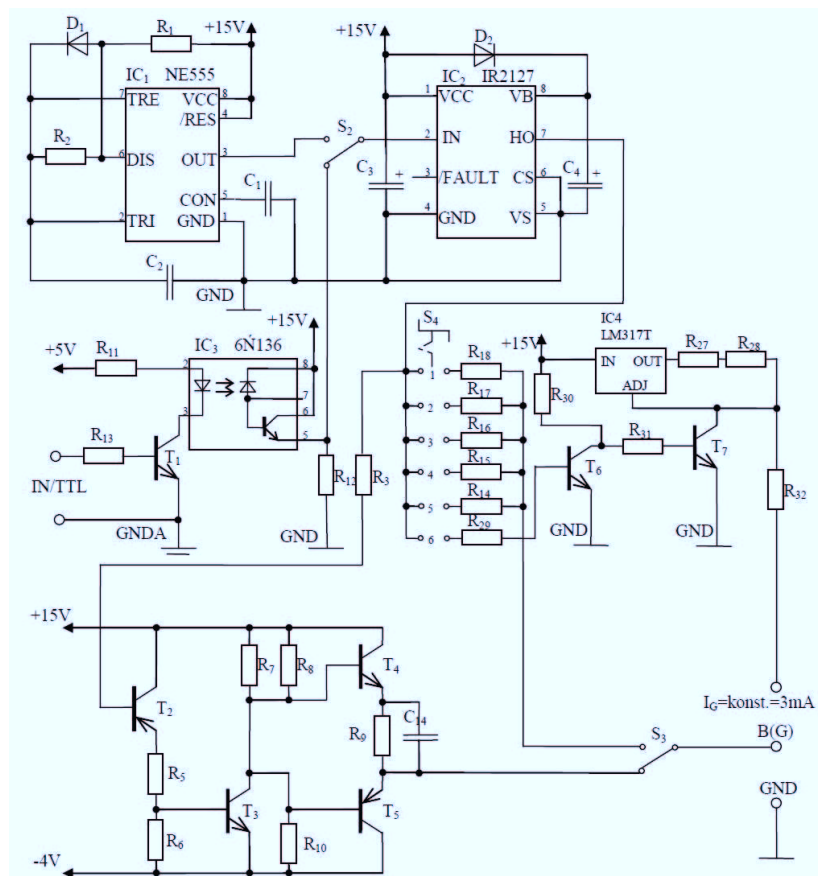 D1 R1 +15V +15V D2
IC1 NE555 IC2 IR2127
7 TRE VCC 8 1 VCC VB 8
/RES 4
S2
R2 6 DIS OUT 3 2 IN HO 7
C3 + 3 /FAULT CS 6 C4 +
CON 5 C1
2 TRI GND 1 4 GND VS 5
C2 GND
+15V S4
IC3 6N136 +15V IC4
LM317T R27 R28
+5V R11 2 8 R18 IN OUT
1 ADJ
7 R17 R30
2
3 6 R16
5 3 R31
R13 T1 R15 T6 T7
IN/TTL R12 R3 4 R32
R14
GNDA GND 5 GND GND
R29
6
+15V
R7 R8 T4
T2 IG=konst.=3mA
R9 C14 S3 B(G)
R5
T3 T5 GND
R6 R10
-4V